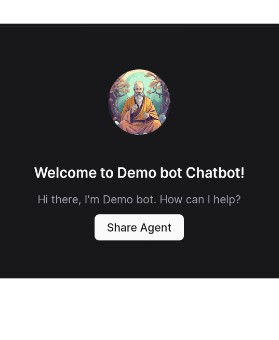 Welcome to Demo bot Chatbot!
Hi there, I'm Demo bot. How can I help?
Share Agent